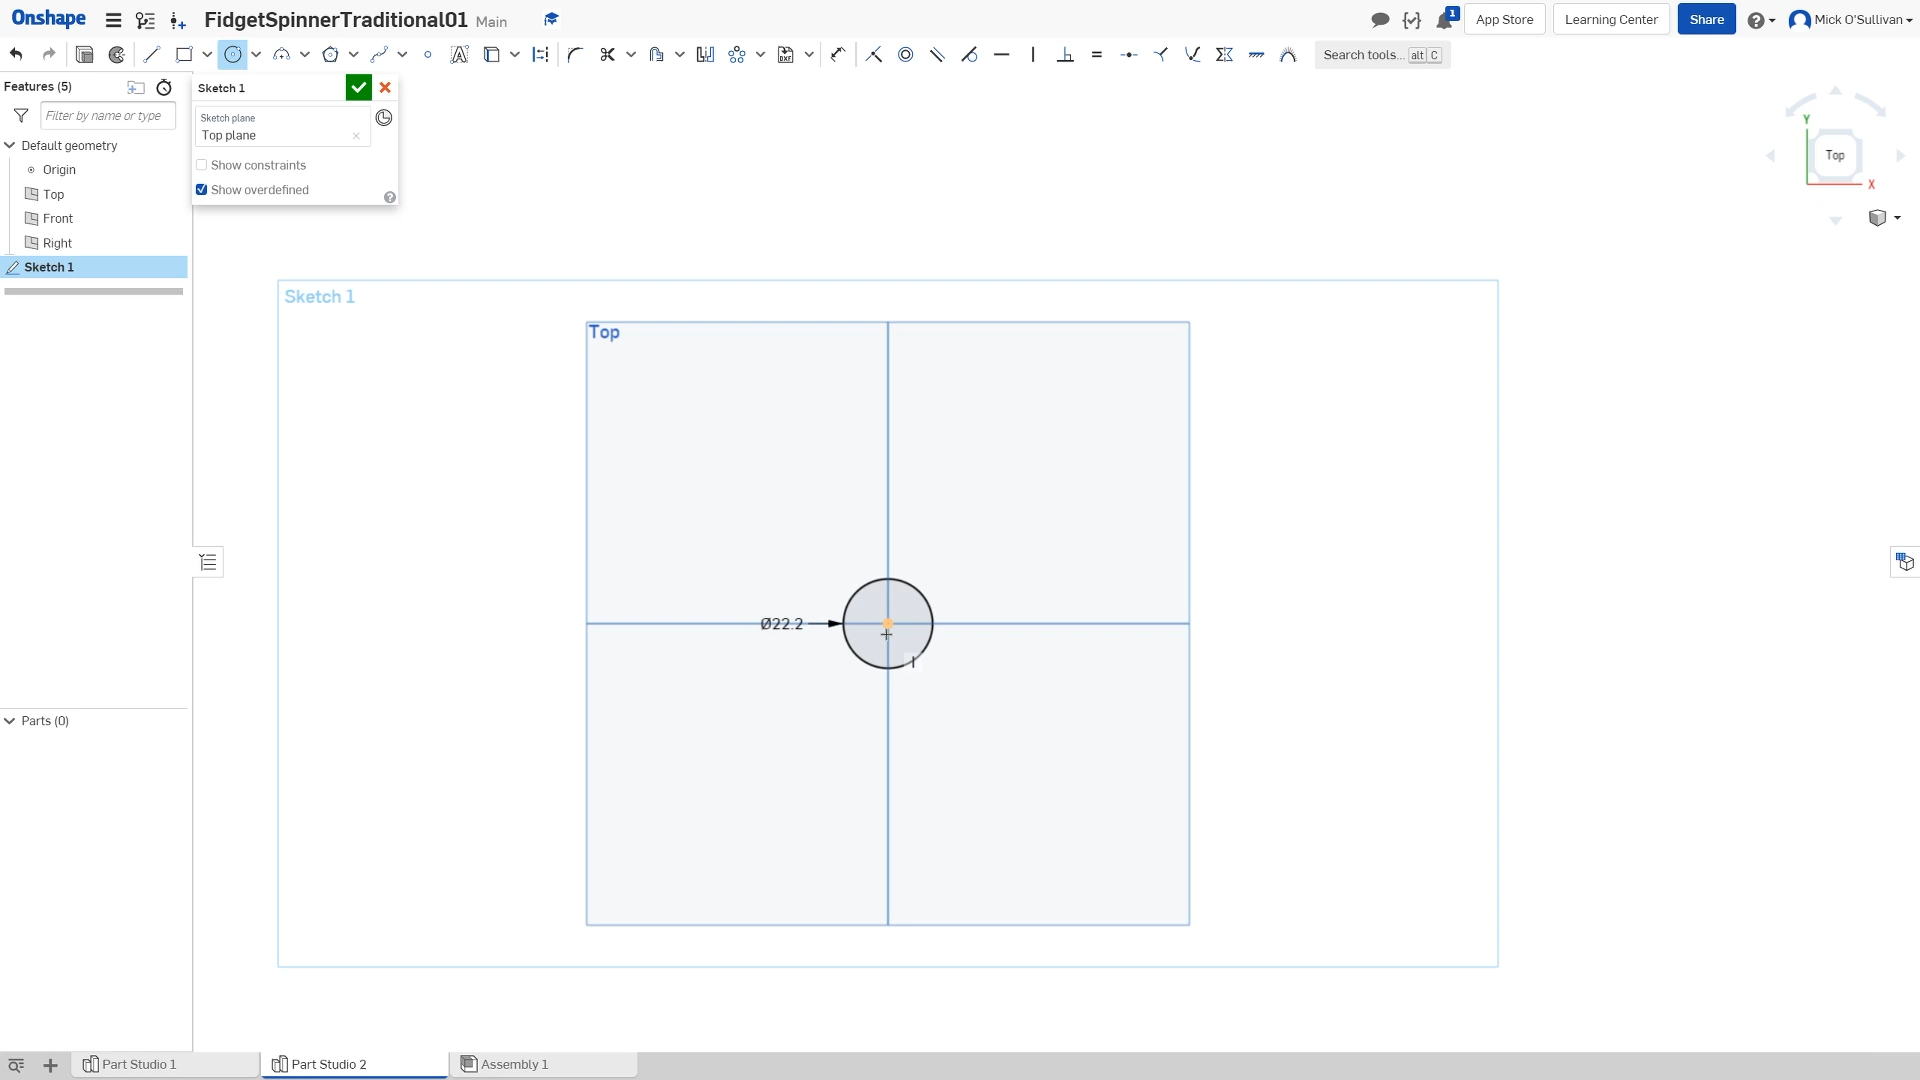 Onshape
FidgetSpinnerTraditional01 Main
1
App Store
Learning Center
Share
Mick O'Sullivan
Search tools... alt C
Features (5)
Filter by name or type
Default geometry
Origin
Top
Front
Right
Sketch 1
Sketch 1
Sketch plane
Top plane
Show constraints
Show overdefined
Y
Top
X
Sketch 1
Top
Ø22.2
Parts (0)
Part Studio 1
Part Studio 2
Assembly 1